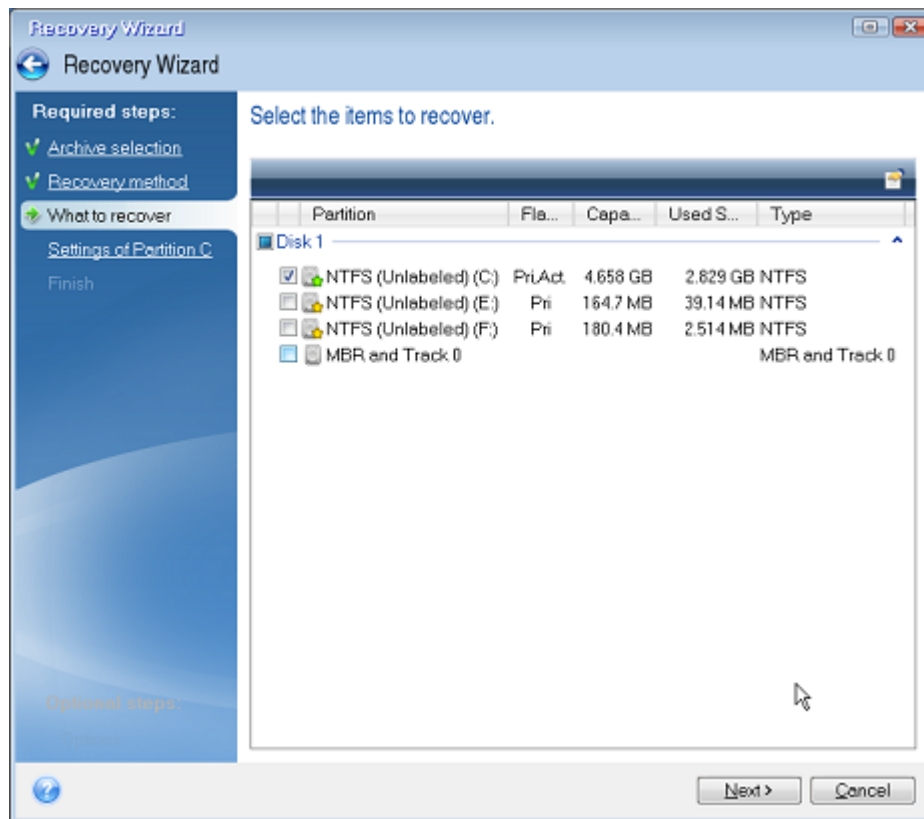 Recovery Wizard
Recovery Wizard
Required steps:
Archive selection
Recovery method
What to recover
Settings of Partition C
Finish
Optional steps:
Select the items to recover.
Partition Fla... Capa... Used S... Type
Disk 1
NTFS (Unlabeled) (C:) Pri,Act. 4.658 GB 2.829 GB NTFS
NTFS (Unlabeled) (E:) Pri 164.7 MB 39.14 MB NTFS
NTFS (Unlabeled) (F:) Pri 180.4 MB 2.514 MB NTFS
MBR and Track 0 MBR and Track 0
Next >
Cancel